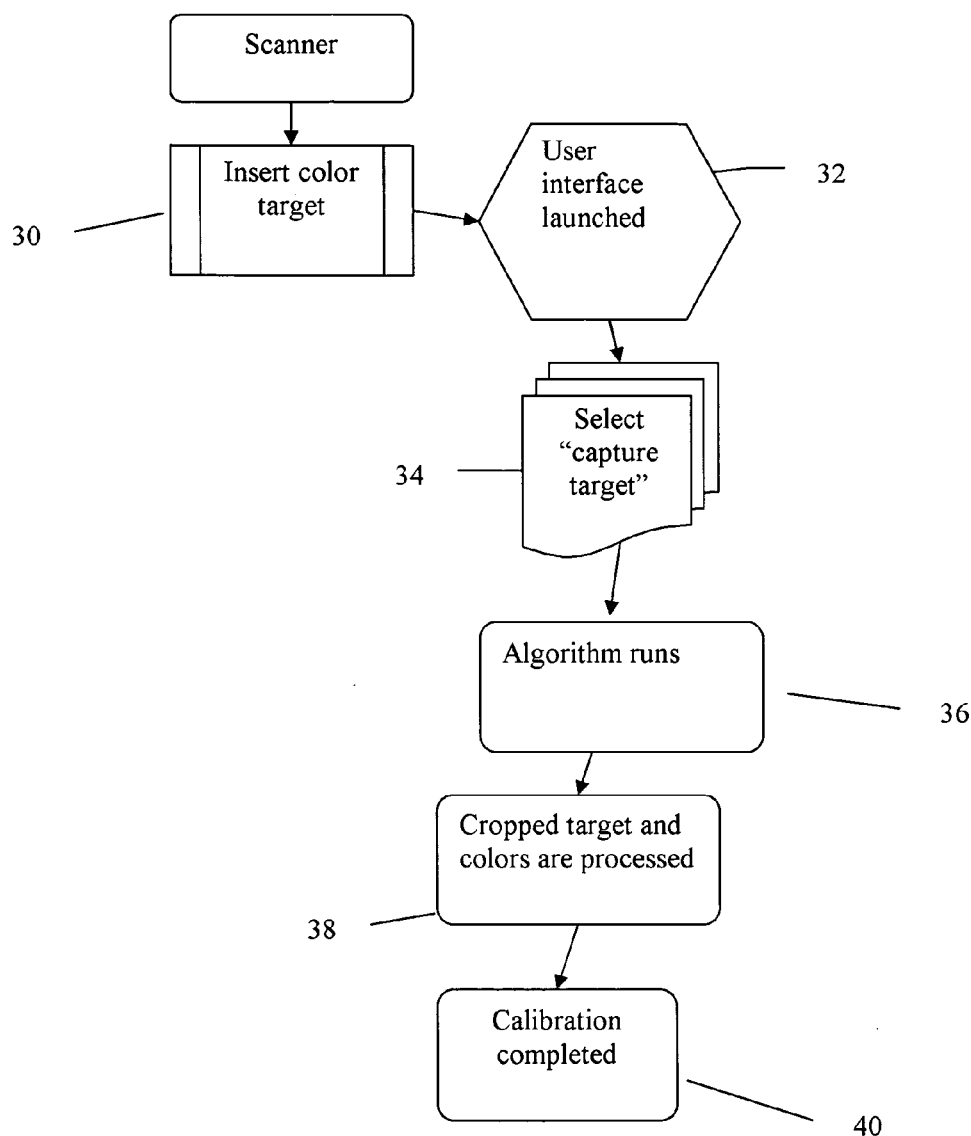 Scanner
Insert color
target
30
User
interface
launched
32
Select
“capture
target”
34
Algorithm runs
36
Cropped target and
colors are processed
38
Calibration
completed
40